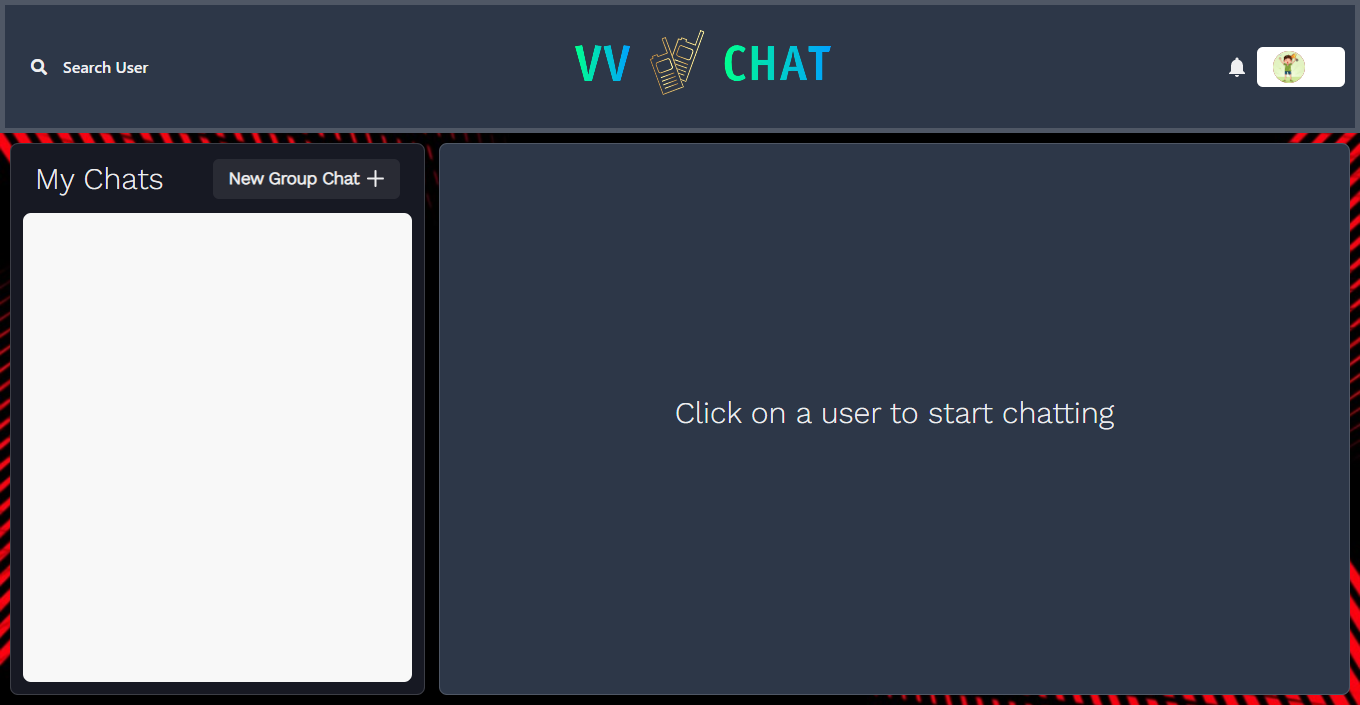 Search User
VV CHAT
My Chats
New Group Chat
Click on a user to start chatting